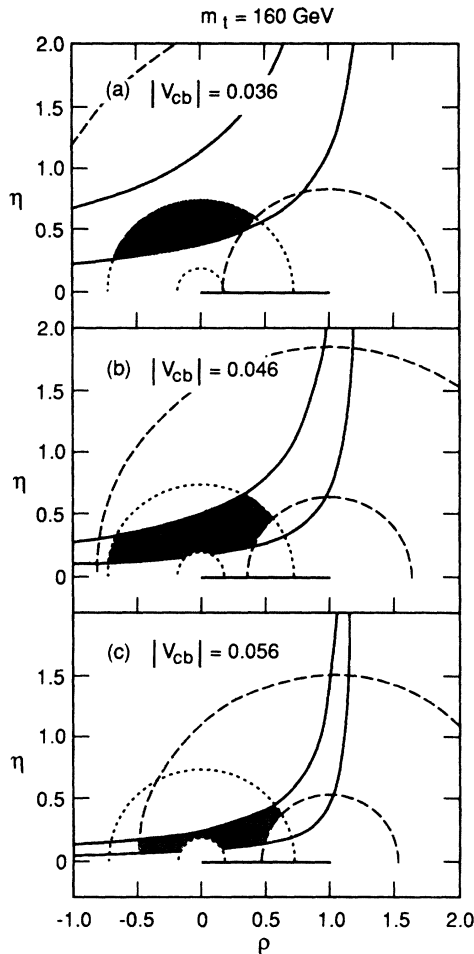 m t = 160 GeV
2.0
(a) |Vcb| = 0.036
1.5
1.0
η
0.5
0
2.0
(b) |Vcb| = 0.046
1.5
1.0
η
0.5
0
(c) |Vcb| = 0.056
1.5
1.0
η
0.5
0
-1.0 -0.5 0 0.5 1.0 1.5 2.0
ρ